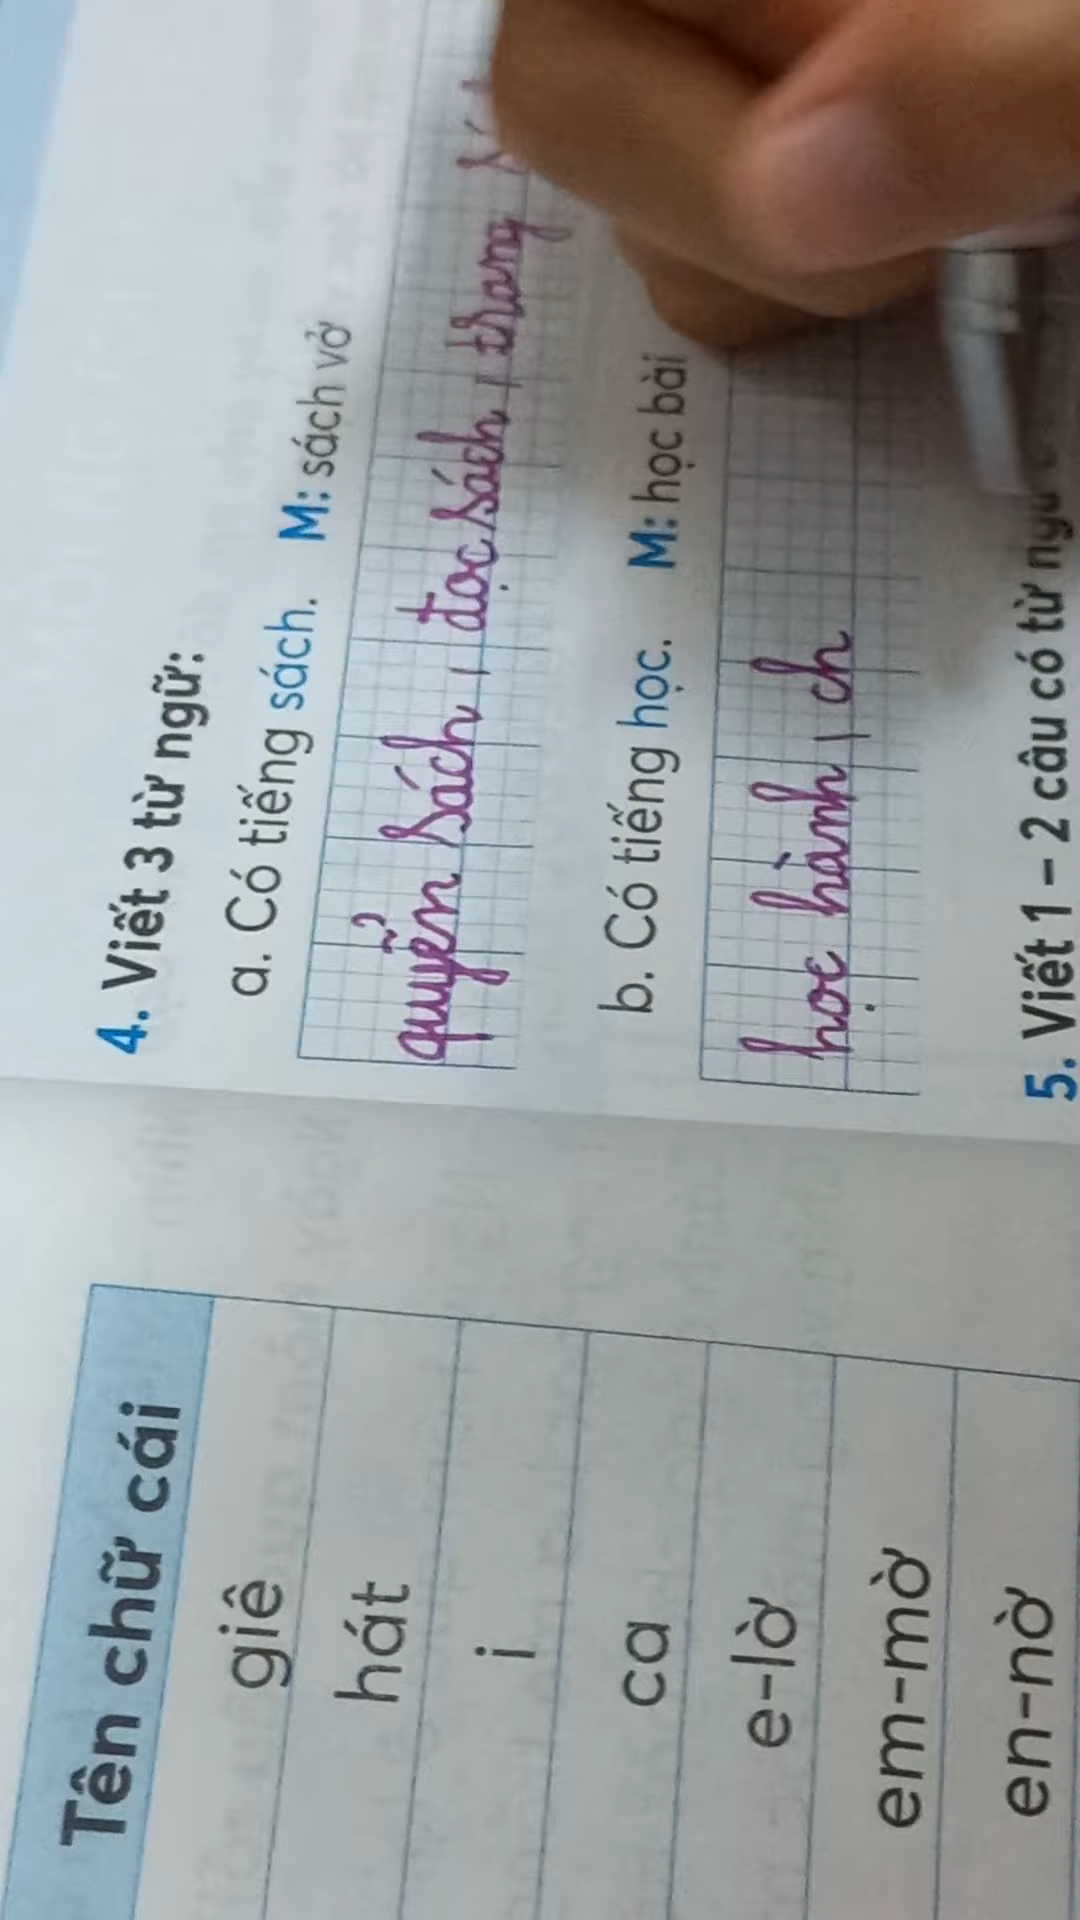 Tên chữ cái
giê
hát
i
ca
e-lờ
em-mờ
en-nờ
4. Viết 3 từ ngữ:
a. Có tiếng sách. M: sách vở
quyển sách, đọc sách, trang
b. Có tiếng học. M: học bài
học hành, ch
5. Viết 1 - 2 câu có từ